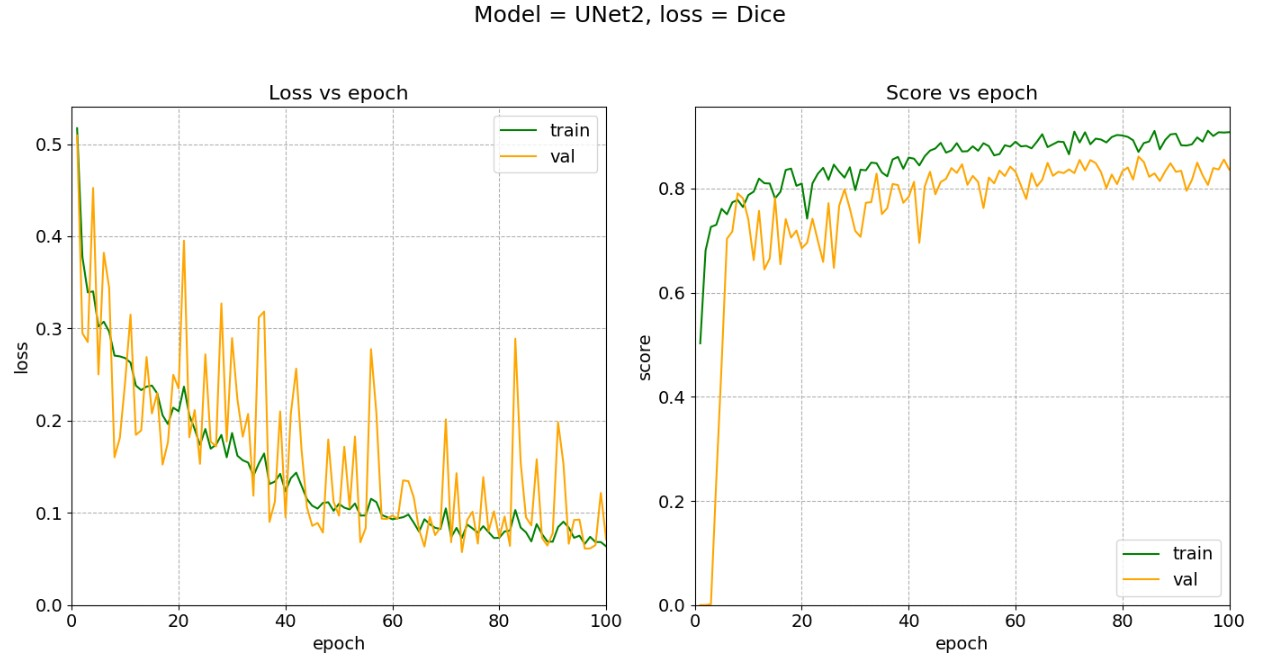 Model = UNet2, loss = Dice
Loss vs epoch
train
val
0.5
0.4
0.3
0.2
0.1
0.0
loss
0 20 40 60 80 100
epoch
Score vs epoch
0.8
0.6
0.4
0.2
0.0
score
train
val
0 20 40 60 80 100
epoch